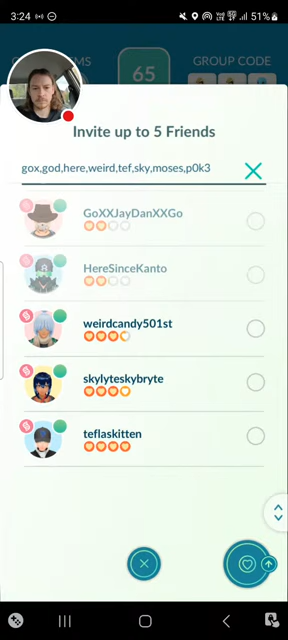 3:24
51%
65
GROUP CODE
Invite up to 5 Friends
gox,god,here,weird,tef,sky,moses,p0k3
GoXXJayDanXXGo
HereSinceKanto
weirdcandy501st
skylyteskybryte
teflaskitten